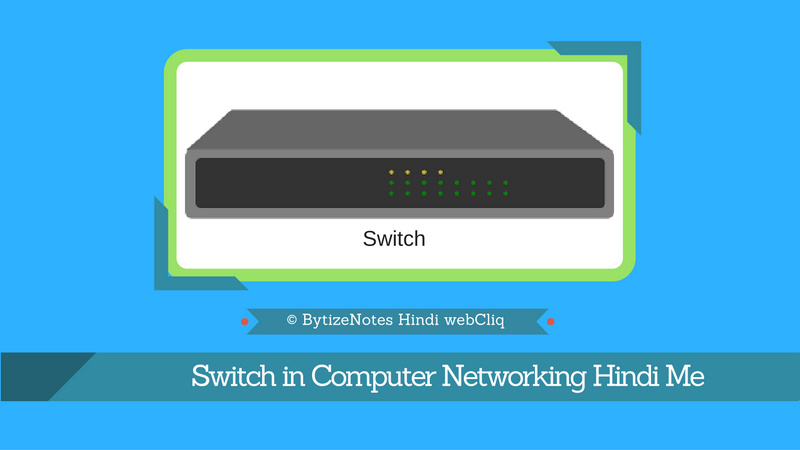 Switch
© BytizeNotes Hindi webCliq
Switch in Computer Networking Hindi Me